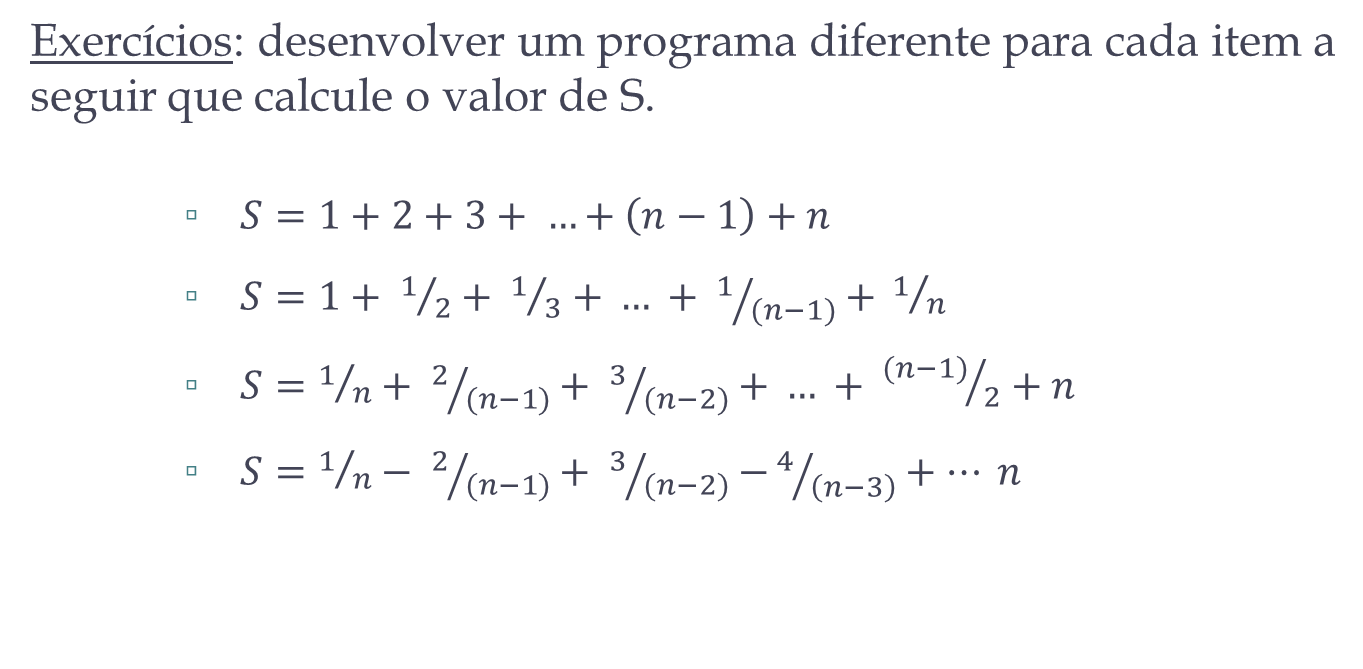 Exercícios: desenvolver um programa diferente para cada item a
seguir que calcule o valor de S.
▫ S = 1 + 2 + 3 + … + (n − 1) + n
▫ S = 1 + 1/2 + 1/3 + … + 1/(n−1) + 1/n
▫ S = 1/n + 2/(n−1) + 3/(n−2) + … + (n−1)/2 + n
▫ S = 1/n − 2/(n−1) + 3/(n−2) − 4/(n−3) + ⋯ n